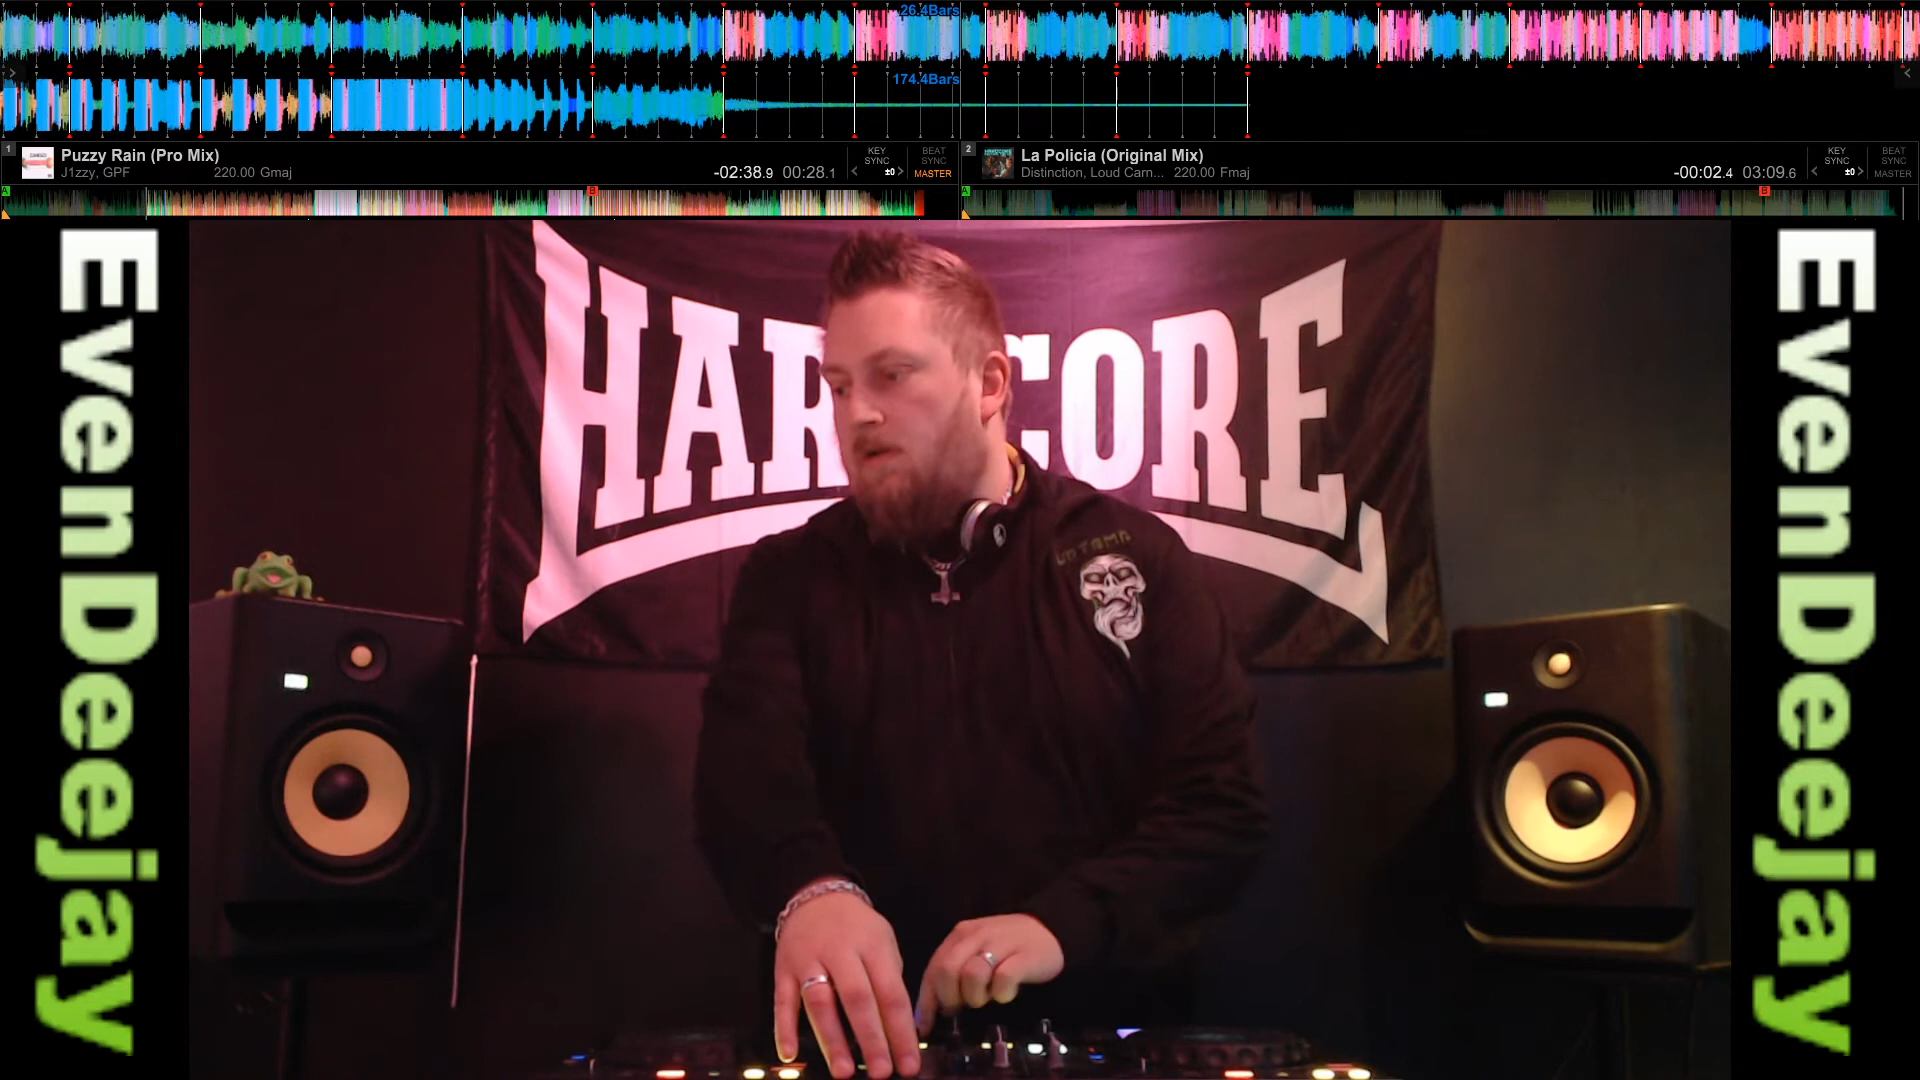 26.4Bars
174.4Bars
1
Puzzy Rain (Pro Mix)
J1zzy, GPF
220.00 Gmaj
-02:38.9 00:28.1
KEY
SYNC
±0
BEAT
SYNC
MASTER
2
La Policia (Original Mix)
Distinction, Loud Carn...
220.00 Fmaj
-00:02.4 03:09.6
KEY
SYNC
±0
BEAT
SYNC
MASTER
A
B
A
B
EvenDeejay
HARDCORE
EvenDeejay